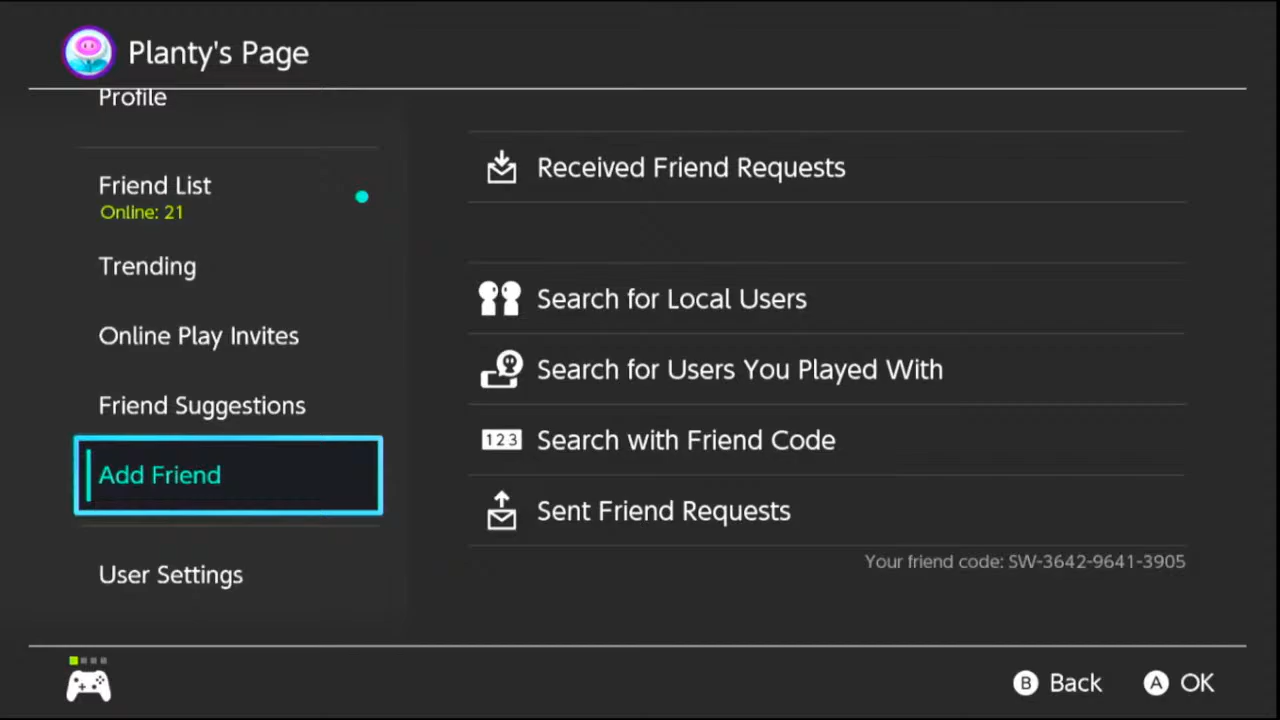 Planty's Page
Profile
Friend List
Online: 21
Trending
Online Play Invites
Friend Suggestions
Add Friend
User Settings
Received Friend Requests
Search for Local Users
Search for Users You Played With
123 Search with Friend Code
Sent Friend Requests
Your friend code: SW-3642-9641-3905
B Back
A OK